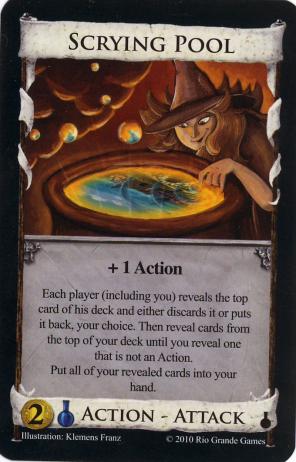 SCRYING POOL
+ 1 Action
Each player (including you) reveals the top
card of his deck and either discards it or puts
it back, your choice. Then reveal cards from
the top of your deck until you reveal one
that is not an Action.
Put all of your revealed cards into your
hand.
2 ACTION - ATTACK
Illustration: Klemens Franz © 2010 Rio Grande Games